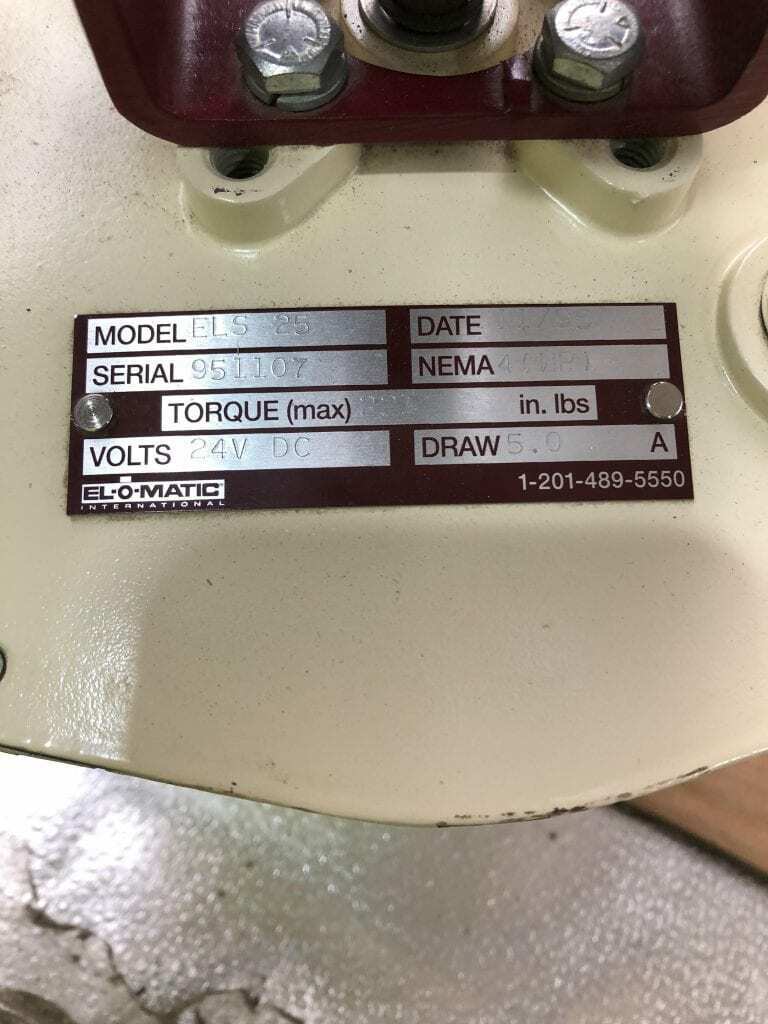 MODEL ELS 25 DATE
SERIAL 951107 NEMA 4
TORQUE (max) in. lbs
VOLTS 24V DC DRAW 5.0 A
EL-O-MATIC 1-201-489-5550
INTERNATIONAL